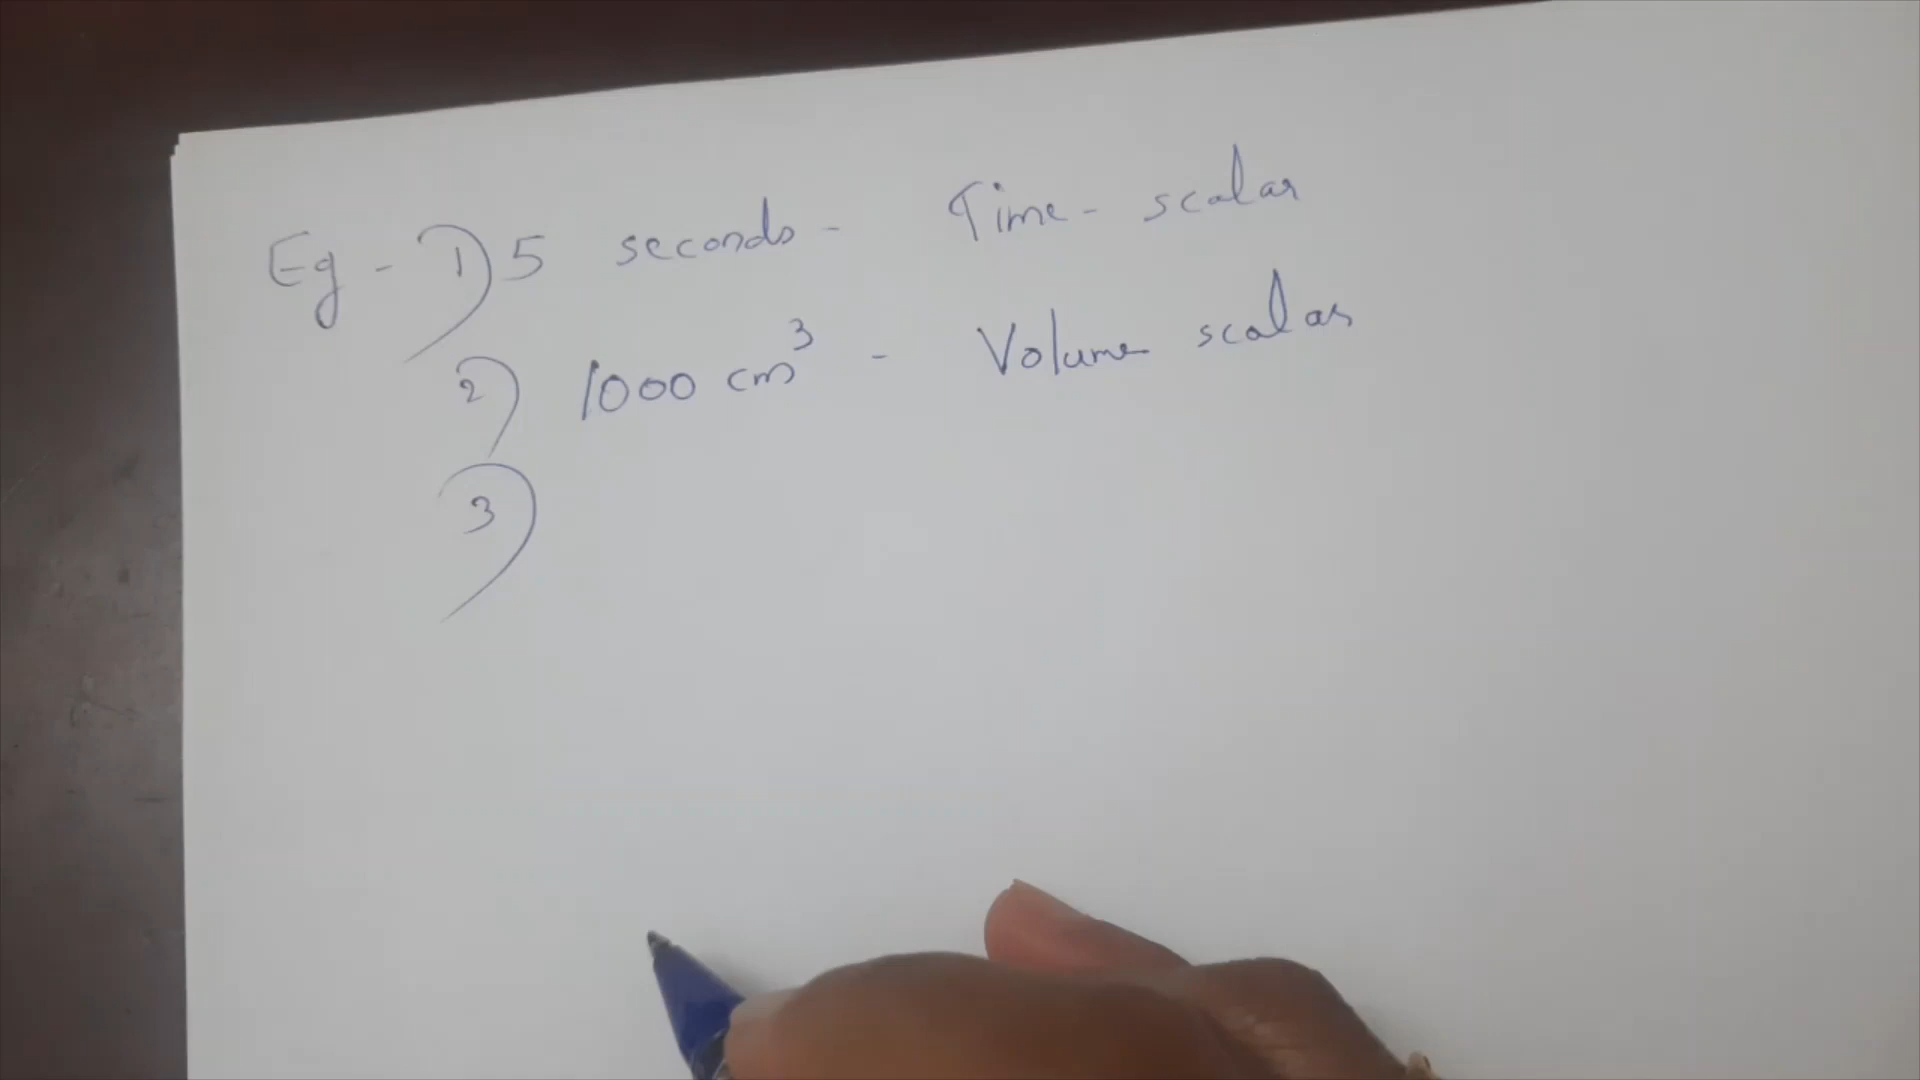 Eg - 1) 5 seconds - Time - scalar
2) 1000 cm³ - Volume scalar
3)